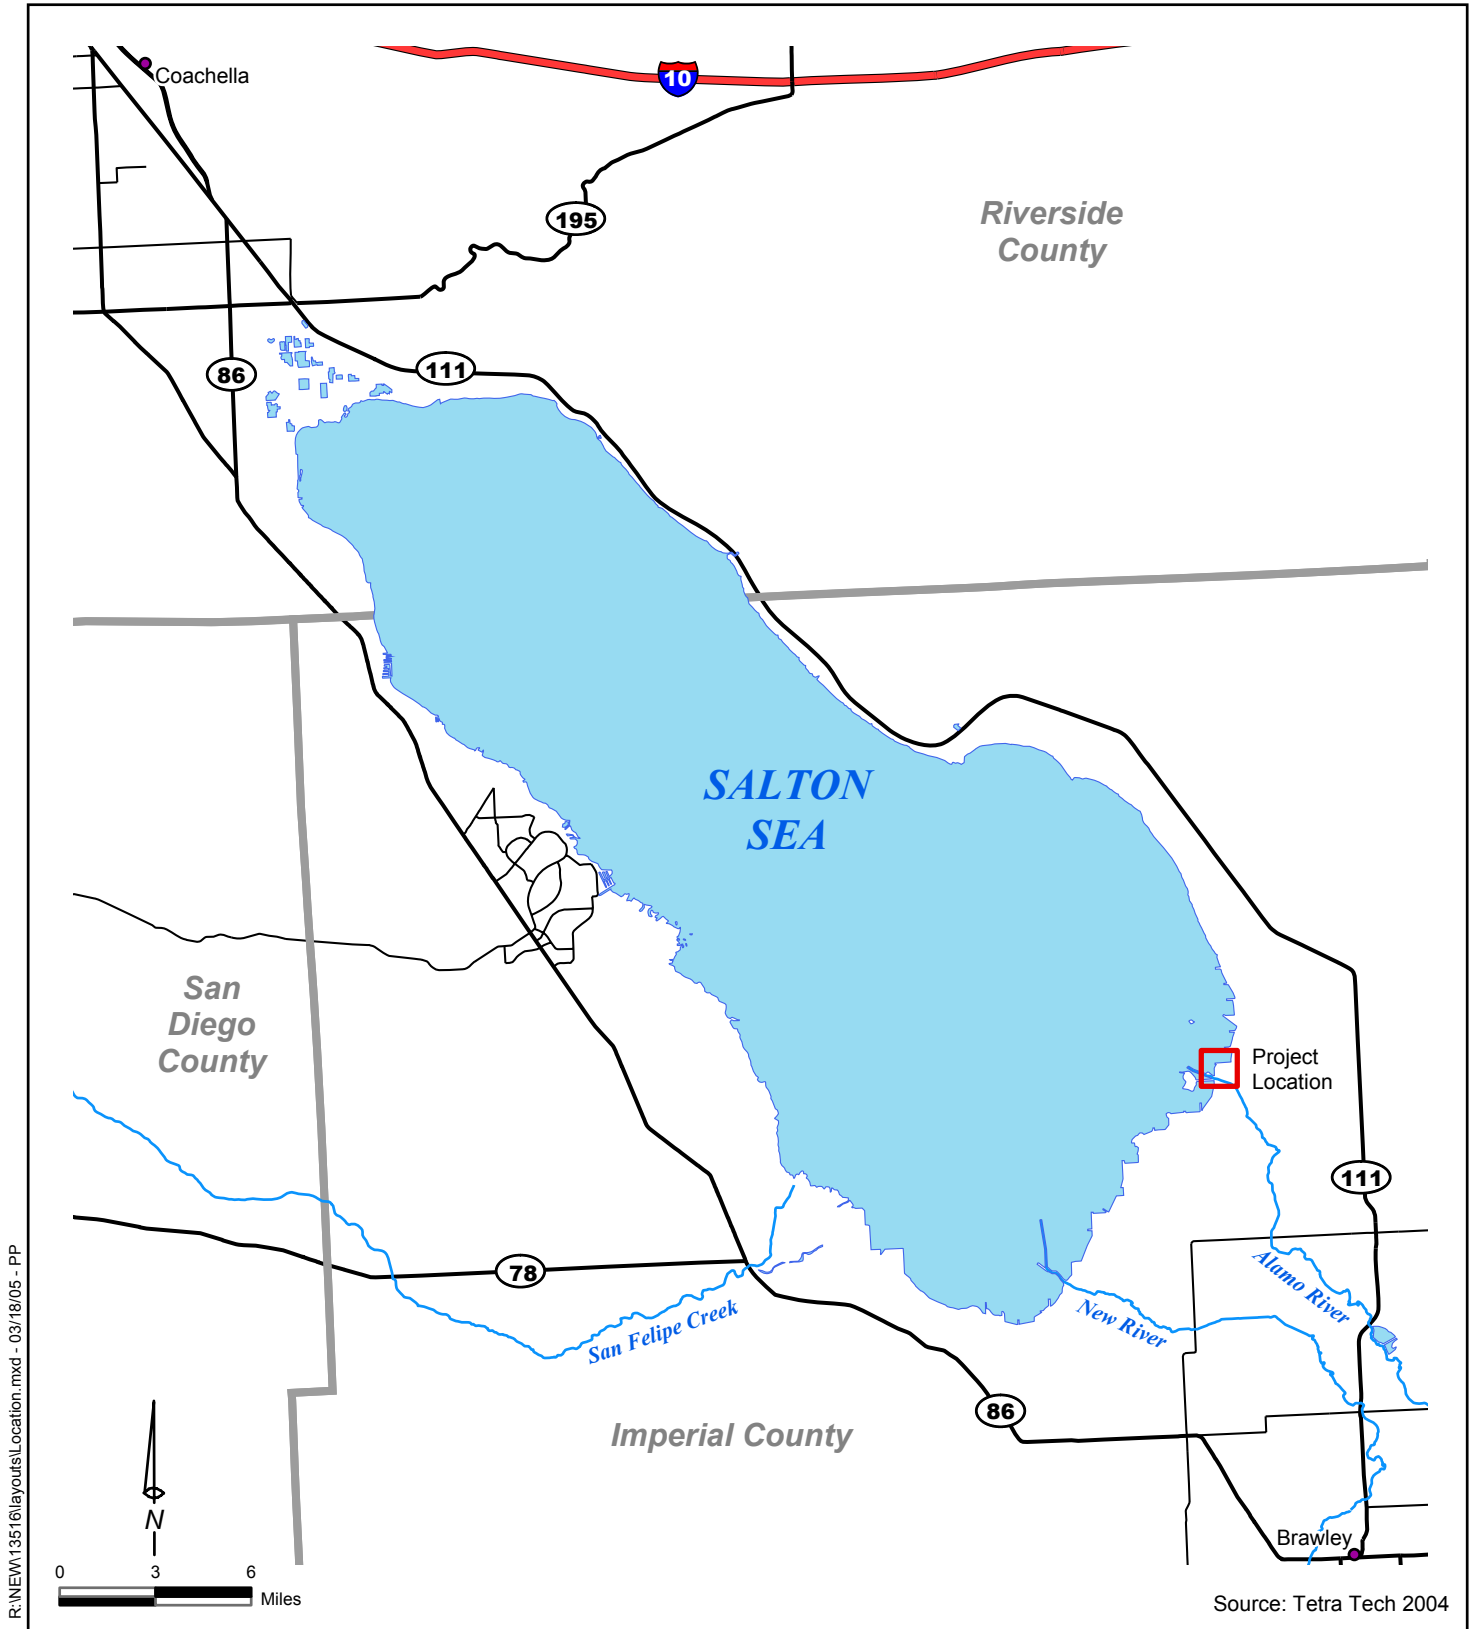 Coachella
10
195
Riverside
County
86
111
SALTON
SEA
San
Diego
County
Project
Location
111
78
San Felipe Creek
New River
Alamo River
86
Imperial County
Brawley
N
0 3 6
Miles
Source: Tetra Tech 2004
R:\NEW\13516\layouts\Location.mxd - 03/18/05 - PP